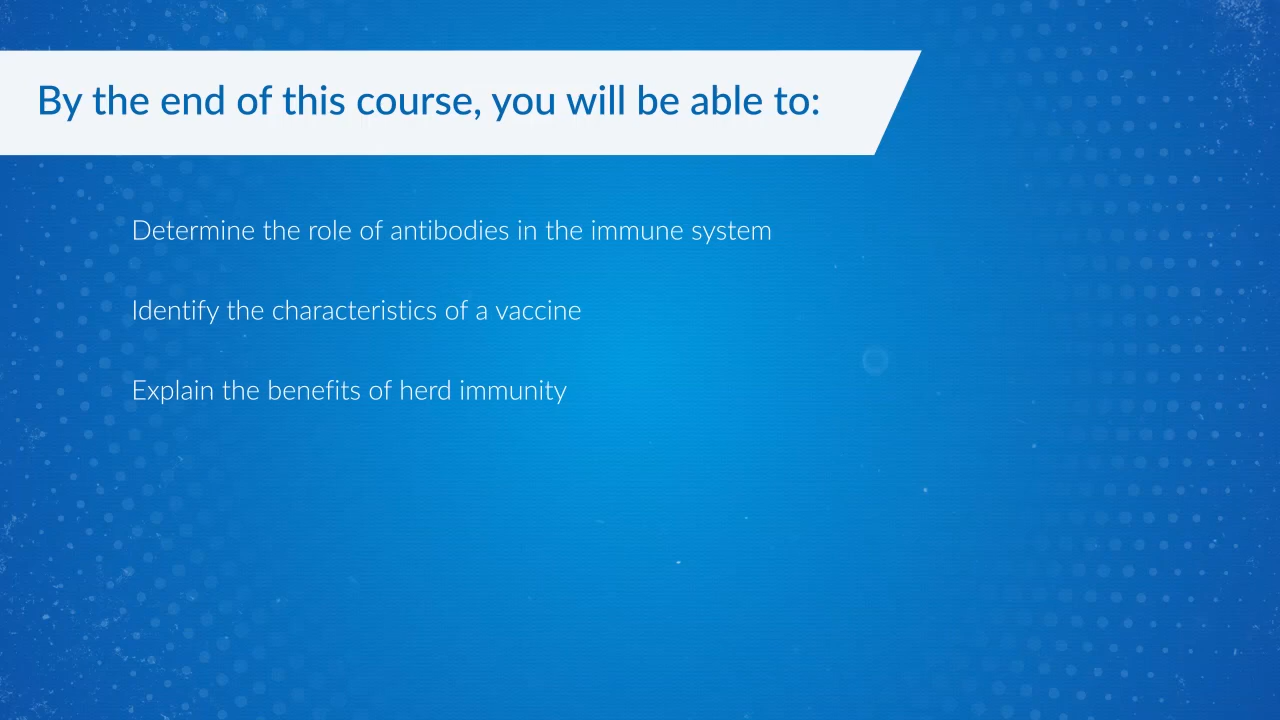 By the end of this course, you will be able to:
Determine the role of antibodies in the immune system
Identify the characteristics of a vaccine
Explain the benefits of herd immunity